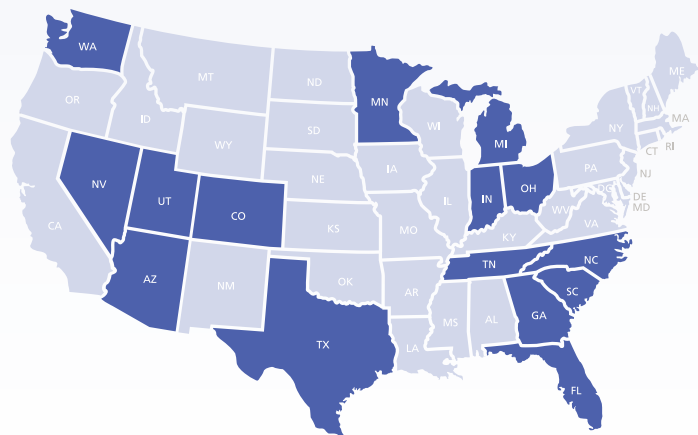 WA
MT
ND
MN
ME
OR
ID
WY
SD
WI
MI
VT
NH
NY
MA
CT
RI
NV
UT
CO
NE
IA
IL
IN
OH
PA
NJ
CA
KS
MO
KY
WV
VA
DC
DE
MD
AZ
NM
OK
AR
TN
NC
SC
TX
LA
MS
AL
GA
FL